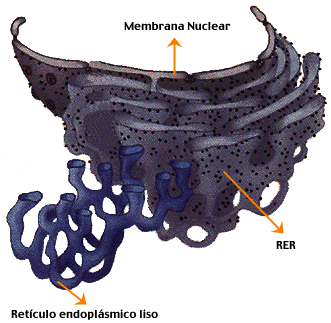 Membrana Nuclear
RER
Retículo endoplásmico liso